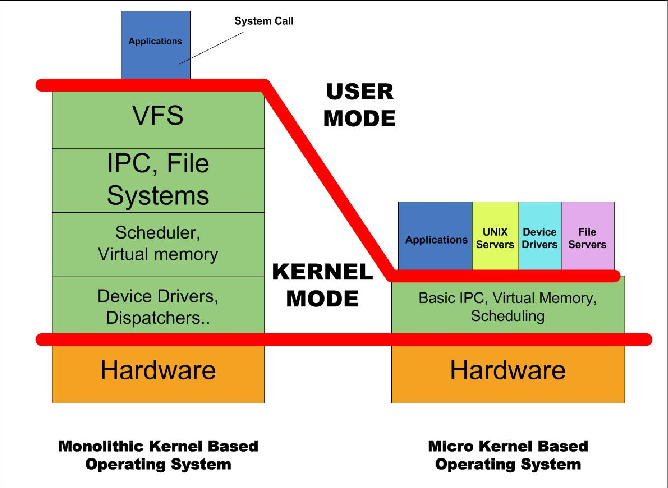 Applications
System Call
VFS
IPC, File
Systems
Scheduler,
Virtual memory
Device Drivers,
Dispatchers..
Hardware
USER
MODE
KERNEL
MODE
Applications
UNIX
Servers
Device
Drivers
File
Servers
Basic IPC, Virtual Memory,
Scheduling
Hardware
Monolithic Kernel Based
Operating System
Micro Kernel Based
Operating System